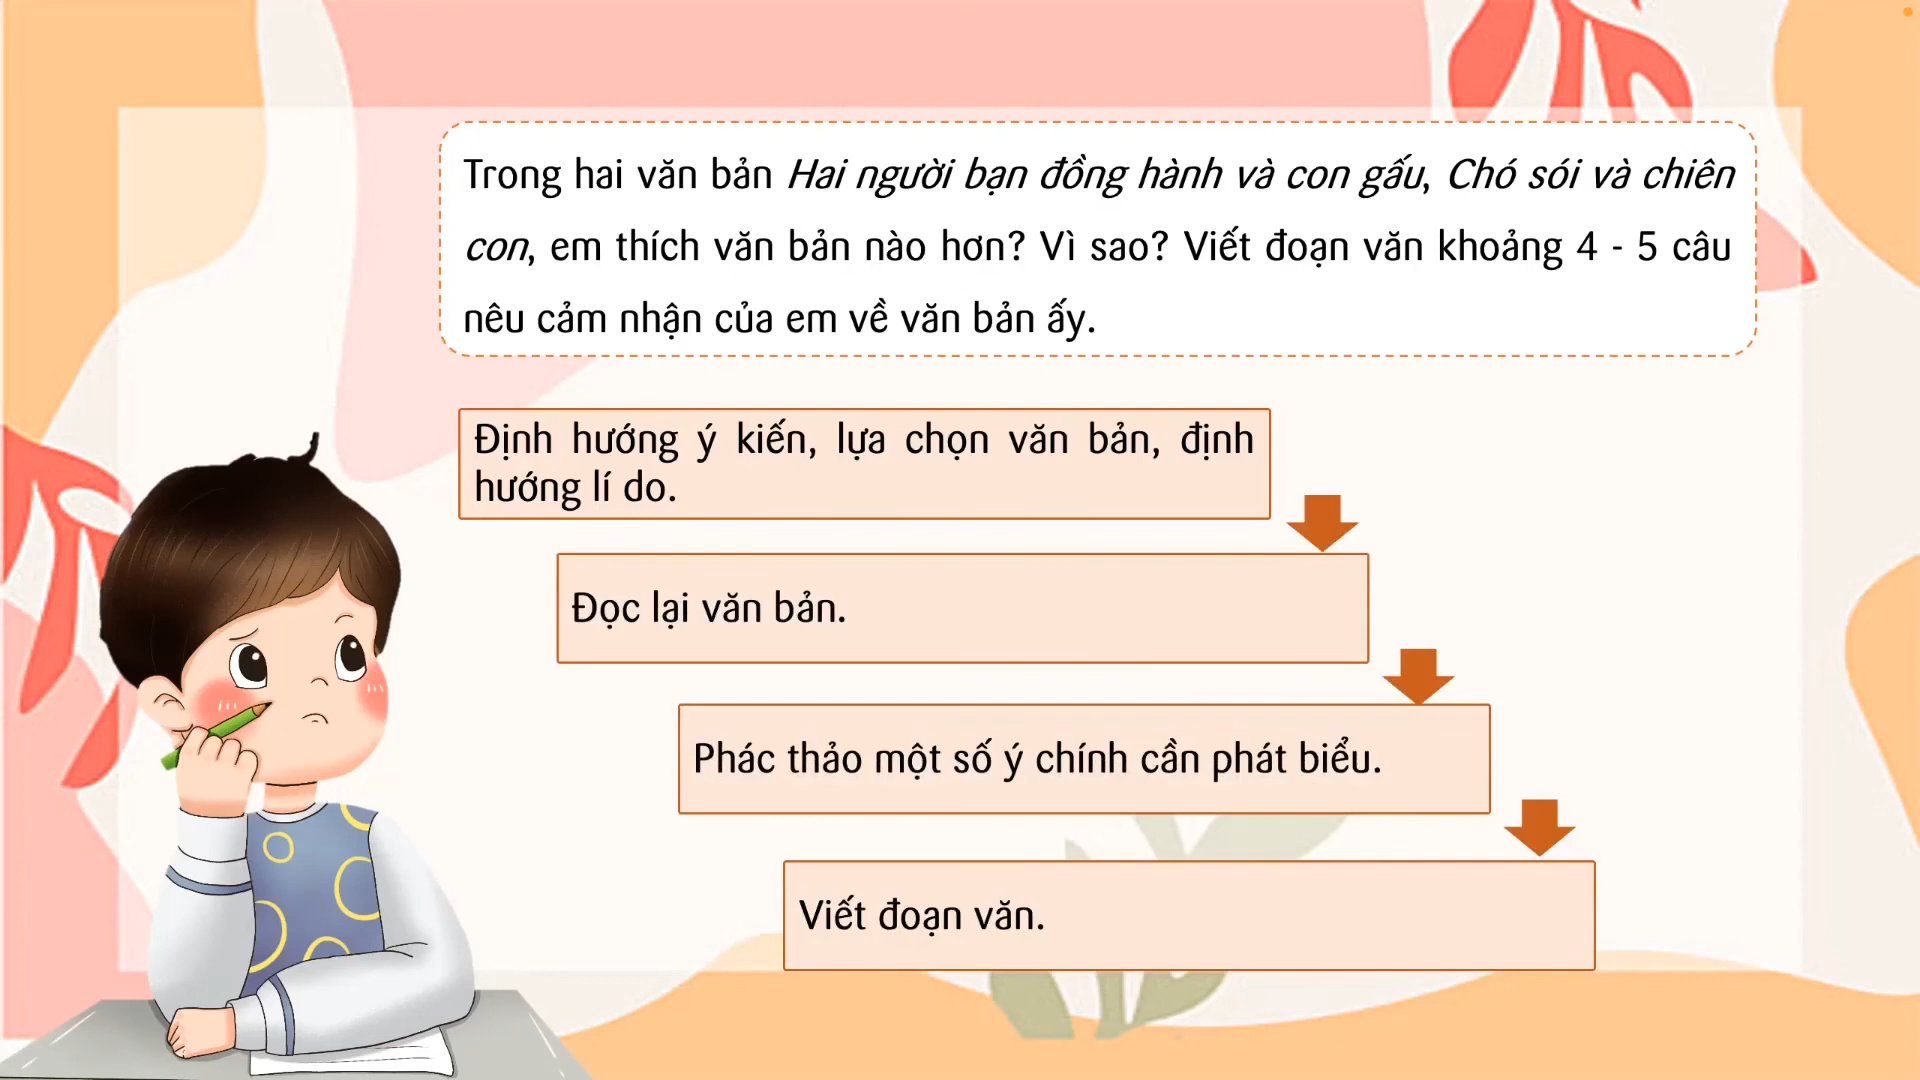 Trong hai văn bản Hai người bạn đồng hành và con gấu, Chó sói và chiên
con, em thích văn bản nào hơn? Vì sao? Viết đoạn văn khoảng 4 - 5 câu
nêu cảm nhận của em về văn bản ấy.
Định hướng ý kiến, lựa chọn văn bản, định
hướng lí do.
Đọc lại văn bản.
Phác thảo một số ý chính cần phát biểu.
Viết đoạn văn.